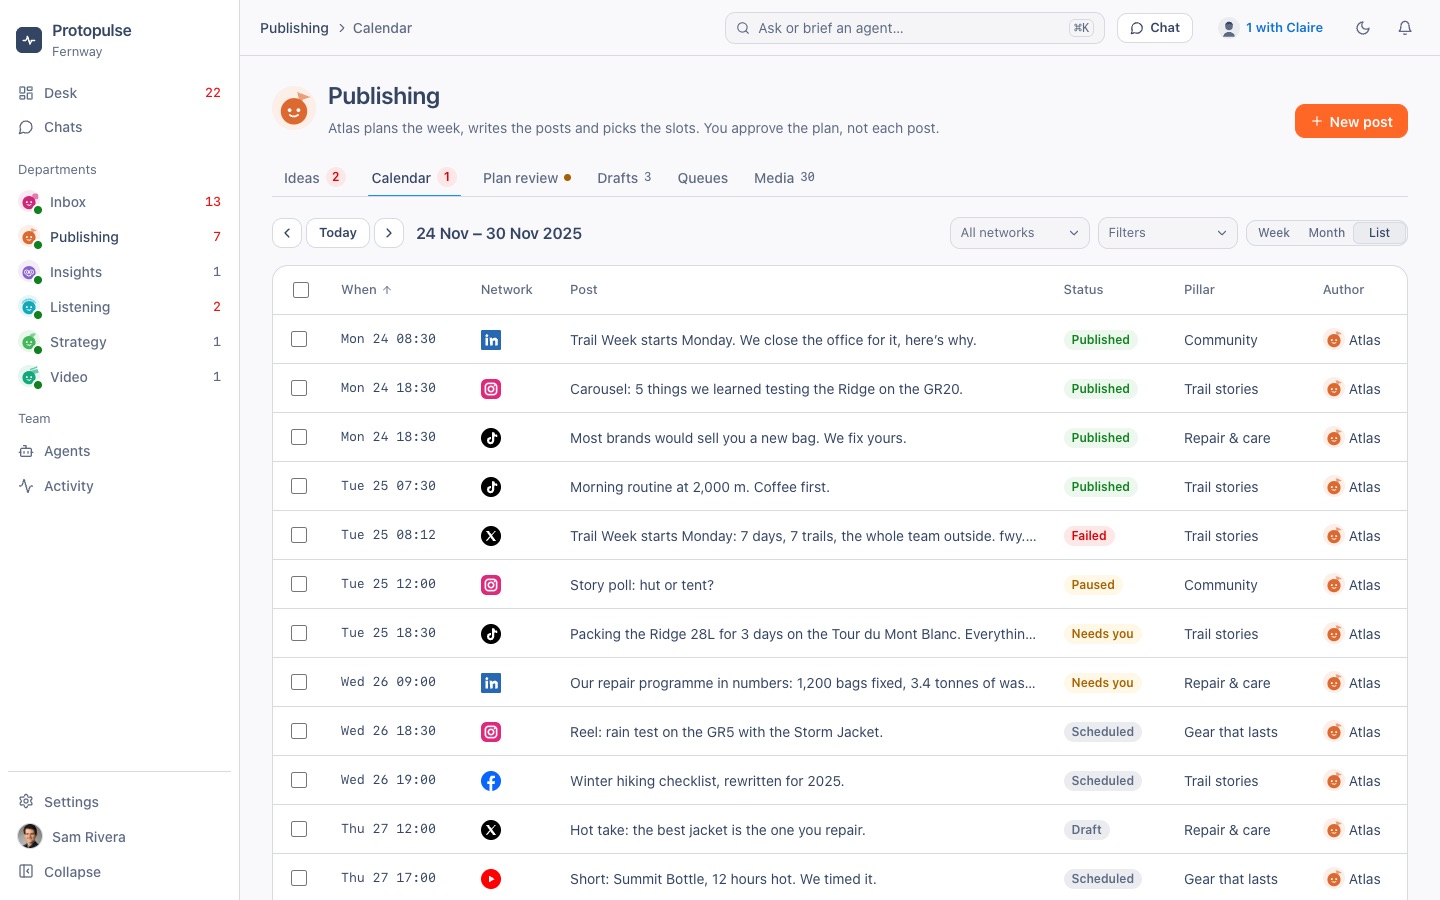 Protopulse
Fernway
Desk 22
Chats
Departments
Inbox 13
Publishing 7
Insights 1
Listening 2
Strategy 1
Video 1
Team
Agents
Activity
Settings
Sam Rivera
Collapse
Publishing > Calendar
Ask or brief an agent… ⌘K
Chat
1 with Claire
Publishing
Atlas plans the week, writes the posts and picks the slots. You approve the plan, not each post.
+ New post
Ideas 2 Calendar 1 Plan review Drafts 3 Queues Media 30
Today 24 Nov – 30 Nov 2025 All networks Filters Week Month List
When ↑ Network Post Status Pillar Author
Mon 24 08:30 in Trail Week starts Monday. We close the office for it, here’s why. Published Community Atlas
Mon 24 18:30 Carousel: 5 things we learned testing the Ridge on the GR20. Published Trail stories Atlas
Mon 24 18:30 Most brands would sell you a new bag. We fix yours. Published Repair & care Atlas
Tue 25 07:30 Morning routine at 2,000 m. Coffee first. Published Trail stories Atlas
Tue 25 08:12 X Trail Week starts Monday: 7 days, 7 trails, the whole team outside. fwy.… Failed Trail stories Atlas
Tue 25 12:00 Story poll: hut or tent? Paused Community Atlas
Tue 25 18:30 Packing the Ridge 28L for 3 days on the Tour du Mont Blanc. Everythin… Needs you Trail stories Atlas
Wed 26 09:00 in Our repair programme in numbers: 1,200 bags fixed, 3.4 tonnes of was… Needs you Repair & care Atlas
Wed 26 18:30 Reel: rain test on the GR5 with the Storm Jacket. Scheduled Gear that lasts Atlas
Wed 26 19:00 Winter hiking checklist, rewritten for 2025. Scheduled Trail stories Atlas
Thu 27 12:00 X Hot take: the best jacket is the one you repair. Draft Repair & care Atlas
Thu 27 17:00 Short: Summit Bottle, 12 hours hot. We timed it. Scheduled Gear that lasts Atlas